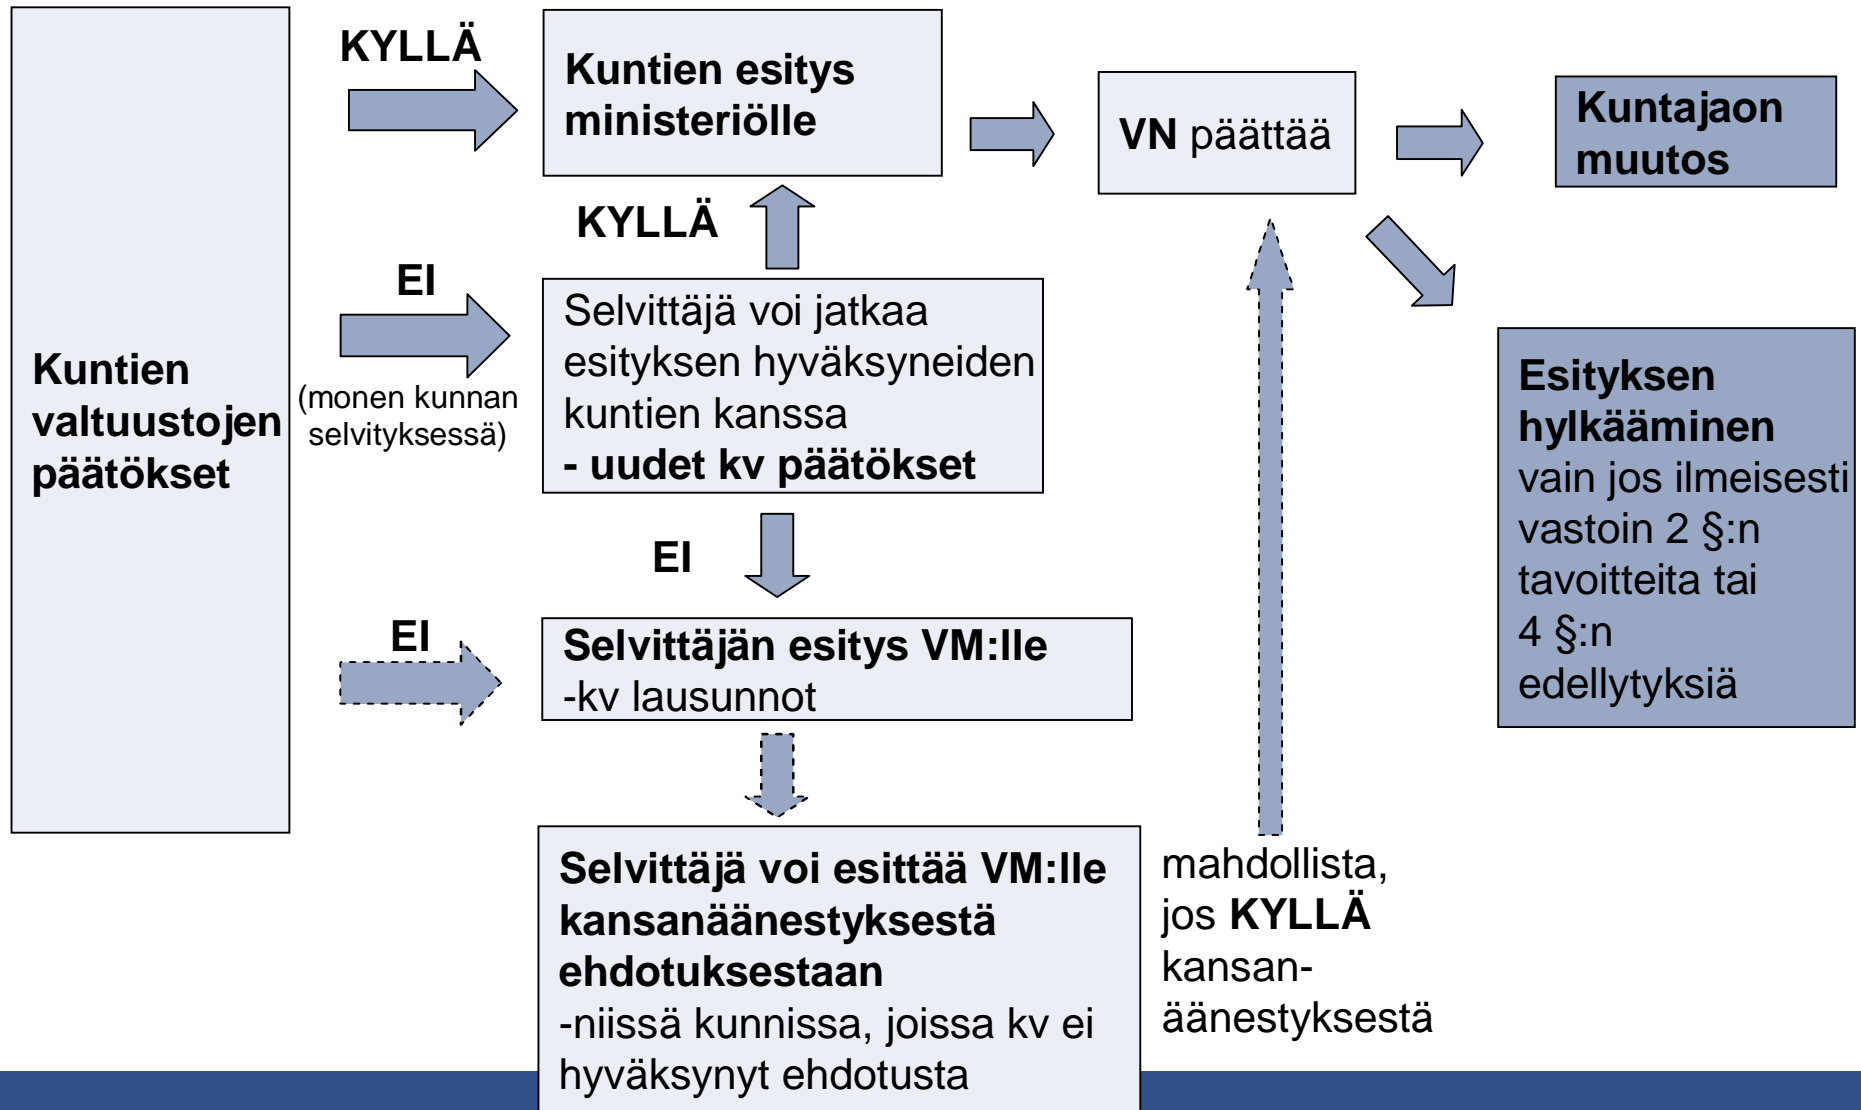 Kuntien
valtuustojen
päätökset
KYLLÄ
Kuntien esitys
ministeriölle
VN päättää
Kuntajaon
muutos
KYLLÄ
EI
(monen kunnan
selvityksessä)
Selvittäjä voi jatkaa
esityksen hyväksyneiden
kuntien kanssa
- uudet kv päätökset
Esityksen
hylkääminen
vain jos ilmeisesti
vastoin 2 §:n
tavoitteita tai
4 §:n
edellytyksiä
EI
EI
Selvittäjän esitys VM:lle
-kv lausunnot
Selvittäjä voi esittää VM:lle
kansanäänestyksestä
ehdotuksestaan
-niissä kunnissa, joissa kv ei
hyväksynyt ehdotusta
mahdollista,
jos KYLLÄ
kansan-
äänestyksestä